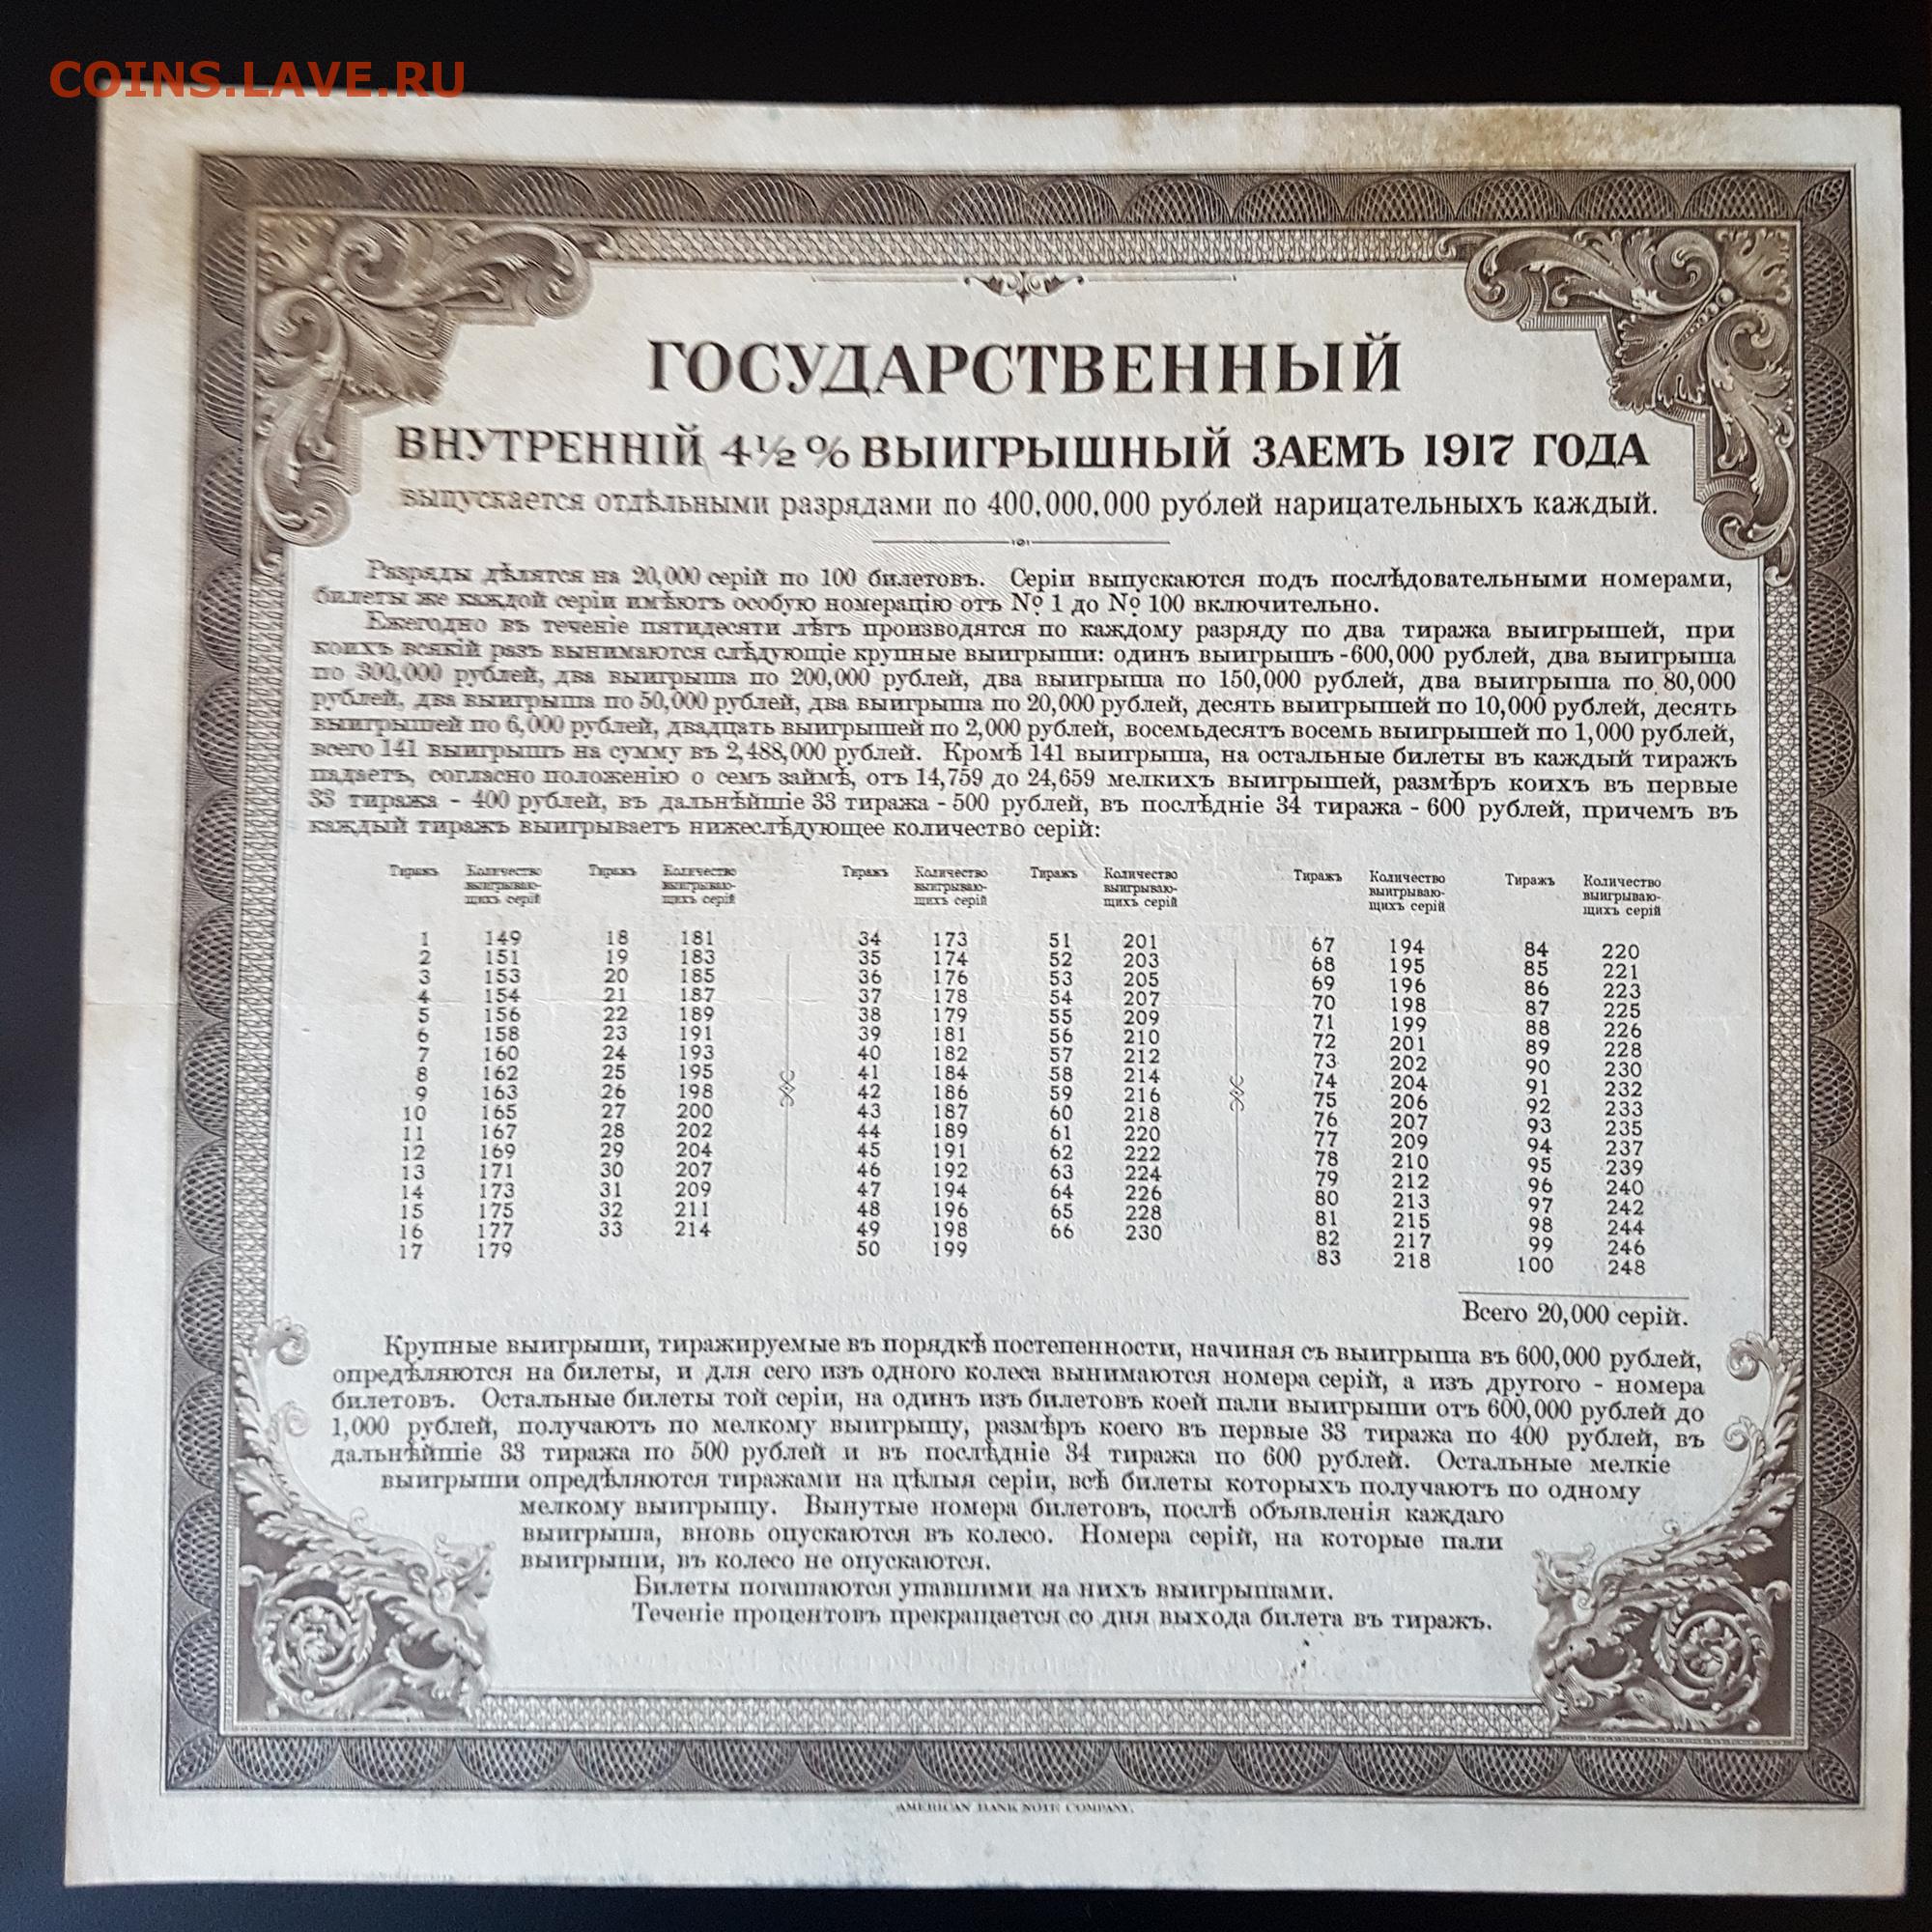 COINS.LAVE.RU
ГОСУДАРСТВЕННЫЙ
ВНУТРЕННІЙ 4½% ВЫИГРЫШНЫЙ ЗАЕМЪ 1917 ГОДА
выпускается отдѣльными разрядами по 400,000,000 рублей нарицательныхъ каждый.
Разряды дѣлятся на 20,000 серій по 100 билетовъ. Серіи выпускаются подъ послѣдовательными номерами,
билеты же каждой серіи имѣютъ особую номерацію отъ № 1 до № 100 включительно.
Ежегодно въ теченіе пятидесяти лѣтъ производятся по каждому разряду по два тиража выигрышей, при
коихъ всякій разъ вынимаются слѣдующіе крупные выигрыши: одинъ выигрышъ -600,000 рублей, два выигрыша
по 300,000 рублей, два выигрыша по 200,000 рублей, два выигрыша по 150,000 рублей, два выигрыша по 80,000
рублей, два выигрыша по 50,000 рублей, два выигрыша по 20,000 рублей, десять выигрышей по 10,000 рублей, десять
выигрышей по 6,000 рублей, двадцать выигрышей по 2,000 рублей, восемьдесятъ восемь выигрышей по 1,000 рублей,
всего 141 выигрышъ на сумму въ 2,488,000 рублей. Кромѣ 141 выигрыша, на остальные билеты въ каждый тиражъ
падаетъ, согласно положенію о семъ займѣ, отъ 14,759 до 24,659 мелкихъ выигрышей, размѣръ коихъ въ первые
33 тиража - 400 рублей, въ дальнѣйшіе 33 тиража - 500 рублей, въ послѣдніе 34 тиража - 600 рублей, причемъ въ
каждый тиражъ выигрываетъ нижеслѣдующее количество серій:
Тиражъ Количество Тиражъ Количество Тиражъ Количество Тиражъ Количество Тиражъ Количество Тиражъ Количество
выигрываю- выигрываю- выигрываю- выигрываю- выигрываю- выигрываю-
щихъ серій щихъ серій щихъ серій щихъ серій щихъ серій щихъ серій
1 149 18 181 34 173 51 201 67 194 84 220
2 151 19 183 35 174 52 203 68 195 85 221
3 153 20 185 36 176 53 205 69 196 86 223
4 154 21 187 37 178 54 207 70 198 87 225
5 156 22 189 38 179 55 209 71 199 88 226
6 158 23 191 39 181 56 210 72 201 89 228
7 160 24 193 40 182 57 212 73 202 90 230
8 162 25 195 41 184 58 214 74 204 91 232
9 163 26 198 42 186 59 216 75 206 92 233
10 165 27 200 43 187 60 218 76 207 93 235
11 167 28 202 44 189 61 220 77 209 94 237
12 169 29 204 45 191 62 222 78 210 95 239
13 171 30 207 46 192 63 224 79 212 96 240
14 173 31 209 47 194 64 226 80 213 97 242
15 175 32 211 48 196 65 228 81 215 98 244
16 177 33 214 49 198 66 230 82 217 99 246
17 179 50 199 83 218 100 248
Всего 20,000 серій.
Крупные выигрыши, тиражируемые въ порядкѣ постепенности, начиная съ выигрыша въ 600,000 рублей,
опредѣляются на билеты, и для сего изъ одного колеса вынимаются номера серій, а изъ другого - номера
билетовъ. Остальные билеты той серіи, на одинъ изъ билетовъ коей пали выигрыши отъ 600,000 рублей до
1,000 рублей, получаютъ по мелкому выигрышу, размѣръ коего въ первые 33 тиража по 400 рублей, въ
дальнѣйшіе 33 тиража по 500 рублей и въ послѣдніе 34 тиража по 600 рублей. Остальные мелкіе
выигрыши опредѣляются тиражами на цѣлыя серіи, всѣ билеты которыхъ получаютъ по одному
мелкому выигрышу. Вынутые номера билетовъ, послѣ объявленія каждаго
выигрыша, вновь опускаются въ колесо. Номера серій, на которые пали
выигрыши, въ колесо не опускаются.
Билеты погашаются упавшими на нихъ выигрышами.
Теченіе процентовъ прекращается со дня выхода билета въ тиражъ.
AMERICAN BANK NOTE COMPANY.